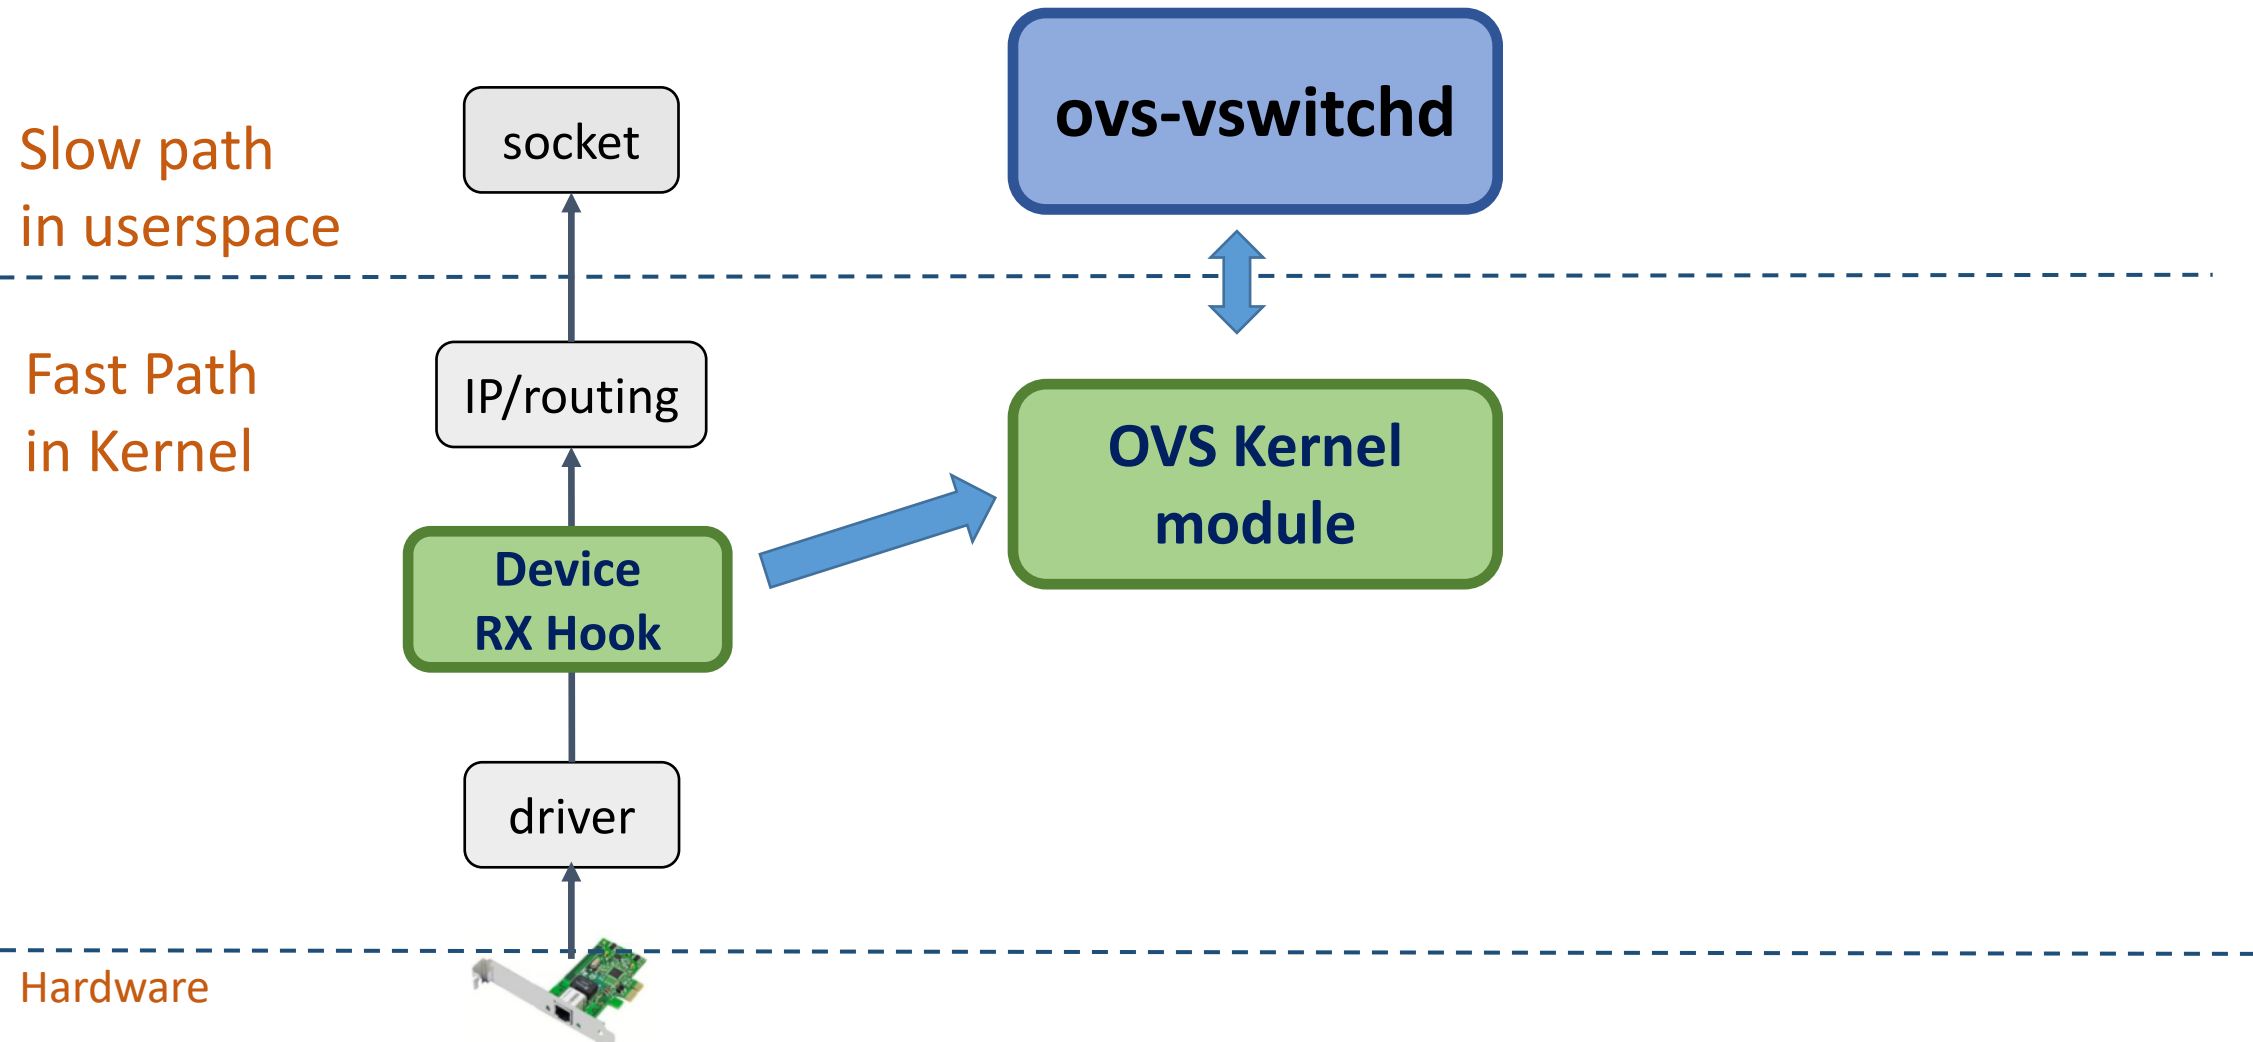 Slow path
in userspace
socket
ovs-vswitchd
Fast Path
in Kernel
IP/routing
OVS Kernel
module
Device
RX Hook
driver
Hardware